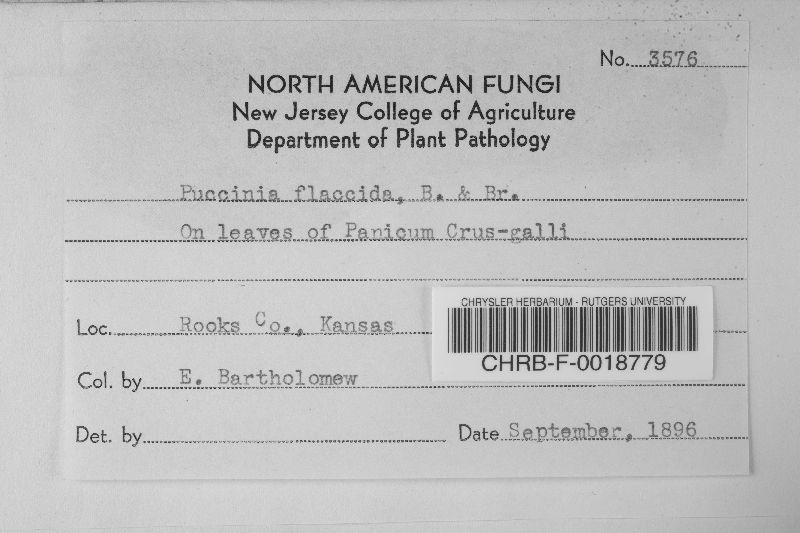 No. 3576
NORTH AMERICAN FUNGI
New Jersey College of Agriculture
Department of Plant Pathology
Puccinia flaccida, B. & Br.
On leaves of Panicum Crus-galli
Loc. Rooks Co., Kansas
CHRYSLER HERBARIUM - RUTGERS UNIVERSITY
CHRB-F-0018779
Col. by E. Bartholomew
Det. by Date September, 1896